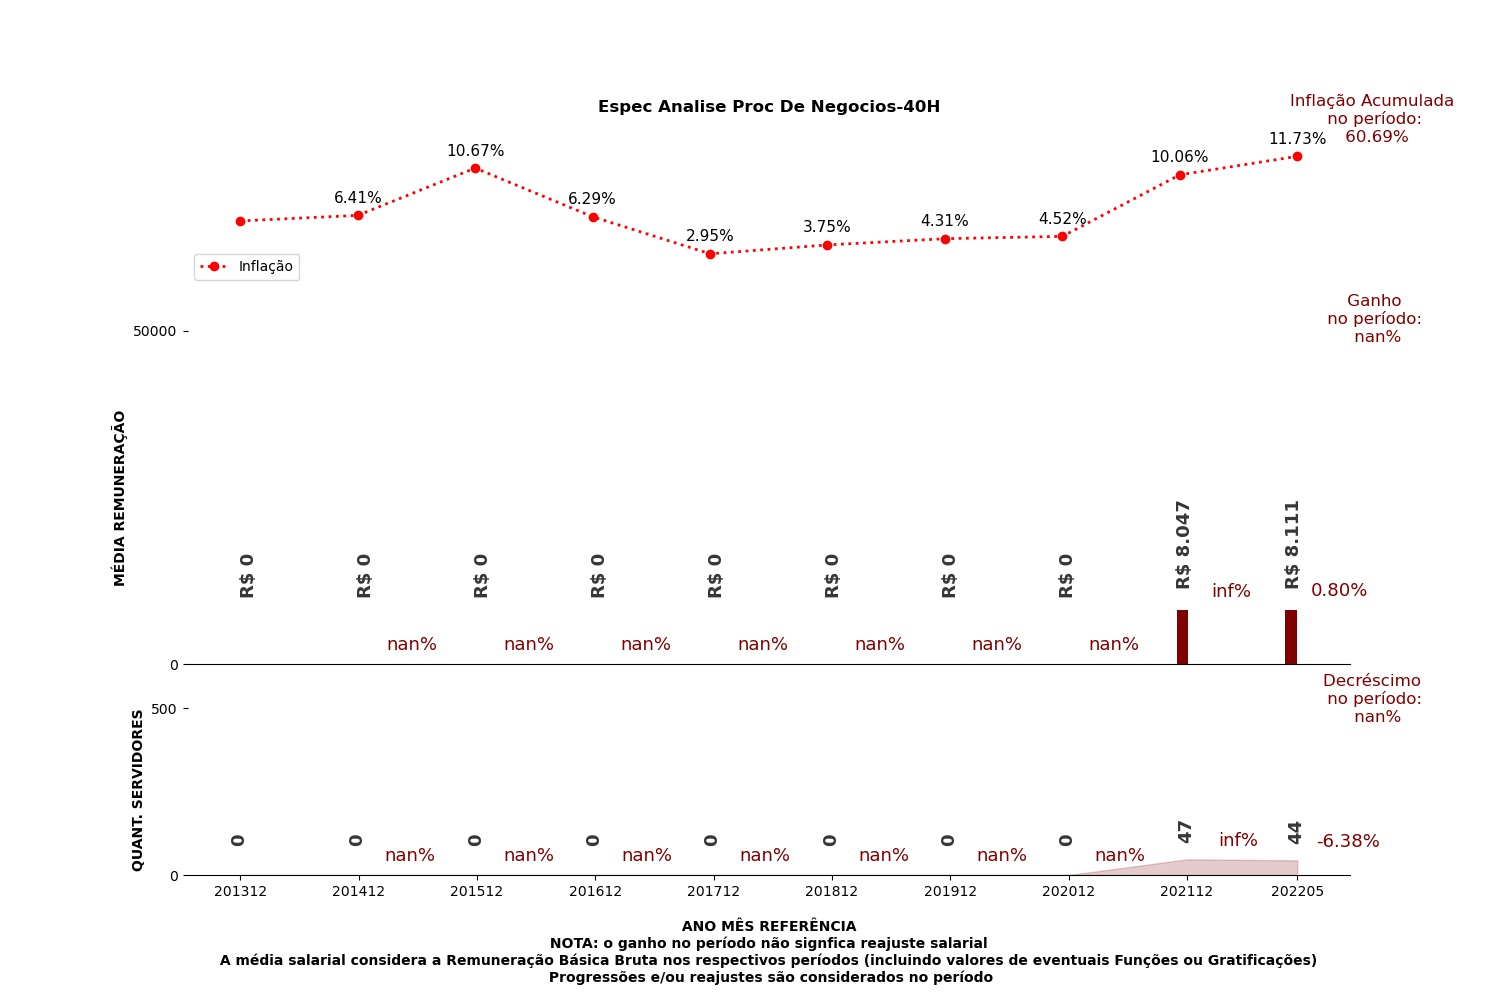 Espec Analise Proc De Negocios-40H
Inflação Acumulada
no período:
60.69%
6.41%
10.67%
6.29%
2.95%
3.75%
4.31%
4.52%
10.06%
11.73%
Inflação
Ganho
no período:
nan%
50000
0
MÉDIA REMUNERAÇÃO
R$ 0
R$ 0
R$ 0
R$ 0
R$ 0
R$ 0
R$ 0
R$ 0
R$ 8.047
R$ 8.111
nan%
nan%
nan%
nan%
nan%
nan%
nan%
inf%
0.80%
Decréscimo
no período:
nan%
500
0
QUANT. SERVIDORES
0
0
0
0
0
0
0
0
47
44
nan%
nan%
nan%
nan%
nan%
nan%
nan%
inf%
-6.38%
201312
201412
201512
201612
201712
201812
201912
202012
202112
202205
ANO MÊS REFERÊNCIA
NOTA: o ganho no período não signfica reajuste salarial
A média salarial considera a Remuneração Básica Bruta nos respectivos períodos (incluindo valores de eventuais Funções ou Gratificações)
Progressões e/ou reajustes são considerados no período